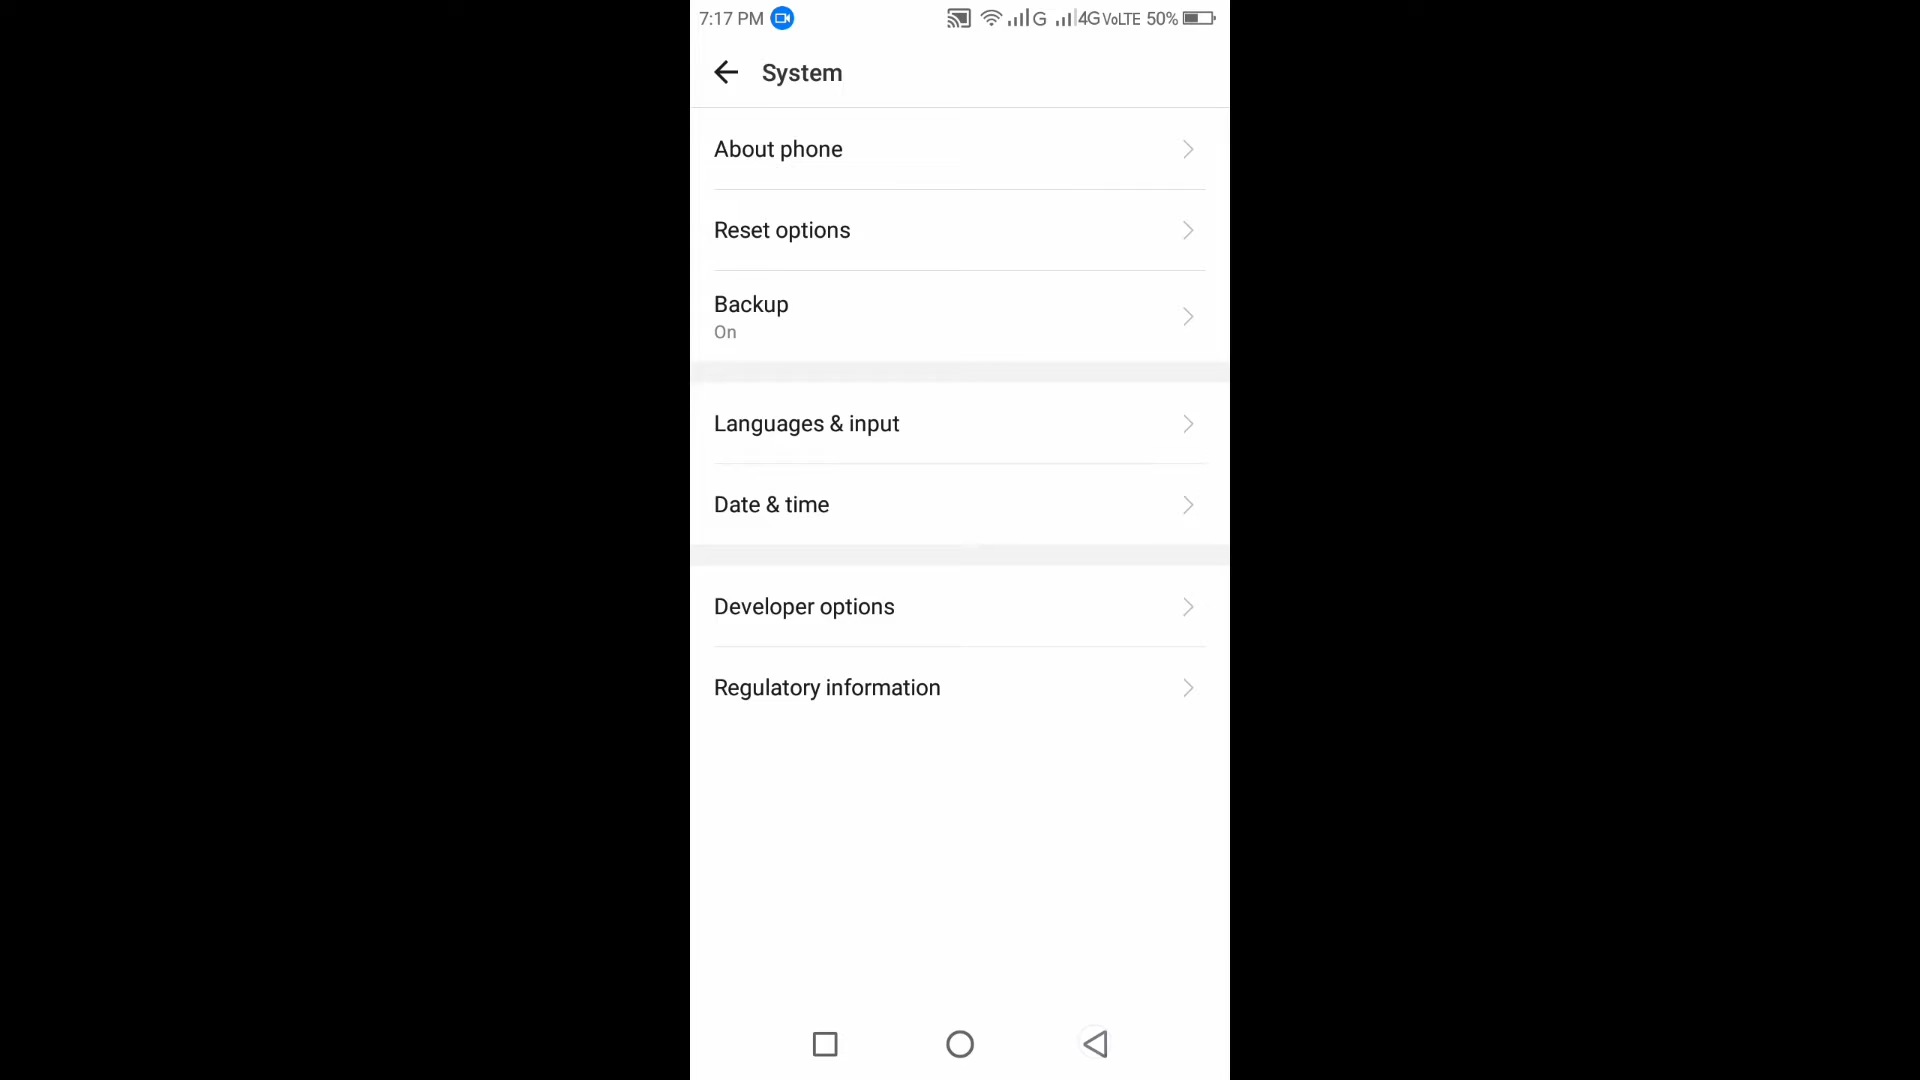 7:17 PM G 4G VoLTE 50%
System
About phone
Reset options
Backup
On
Languages & input
Date & time
Developer options
Regulatory information